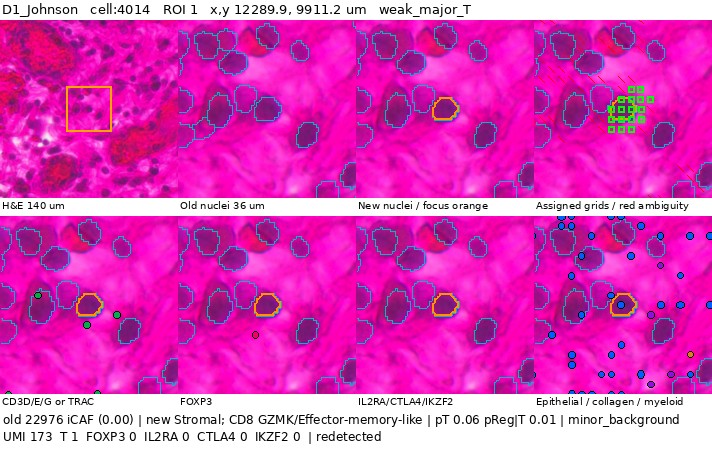 D1_Johnson cell:4014 ROI 1 x,y 12289.9, 9911.2 um weak_major_T
H&E 140 um
Old nuclei 36 um
New nuclei / focus orange
Assigned grids / red ambiguity
CD3D/E/G or TRAC
FOXP3
IL2RA/CTLA4/IKZF2
Epithelial / collagen / myeloid
old 22976 iCAF (0.00) | new Stromal; CD8 GZMK/Effector-memory-like | pT 0.06 pReg|T 0.01 | minor_background
UMI 173 T 1 FOXP3 0 IL2RA 0 CTLA4 0 IKZF2 0 | redetected